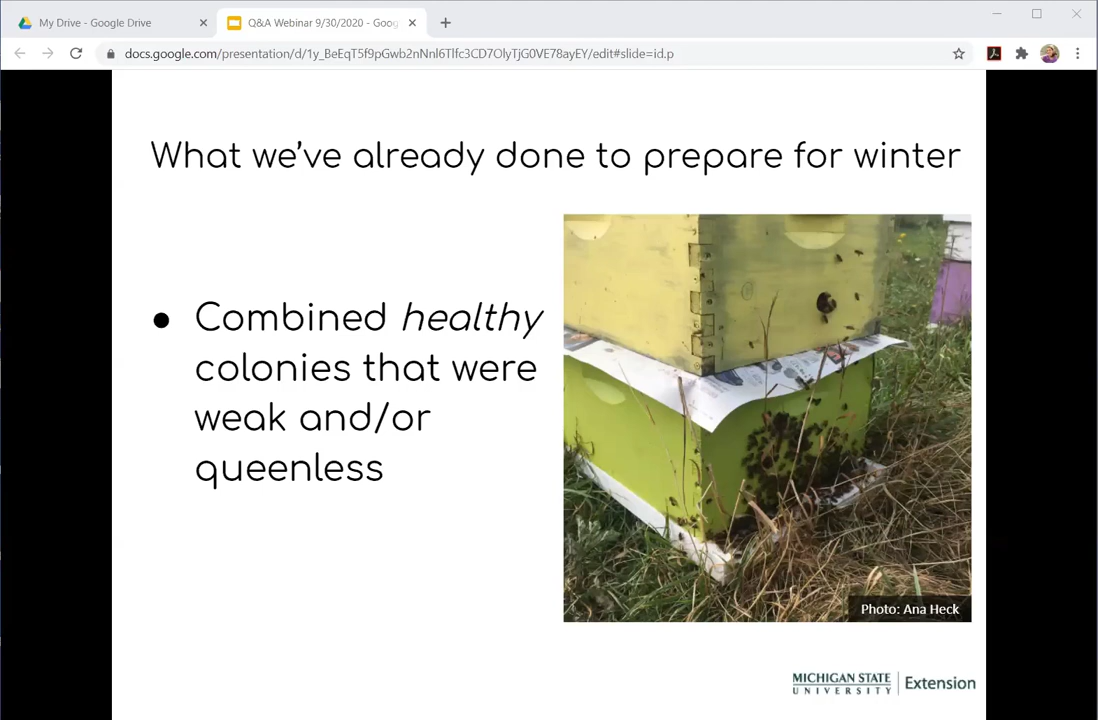 My Drive - Google Drive
Q&A Webinar 9/30/2020 - Goog
docs.google.com/presentation/d/1y_BeEqT5f9pGwb2nNnl6Tlfc3CD7OlyTjG0VE78ayEY/edit#slide=id.p
What we’ve already done to prepare for winter
● Combined healthy
colonies that were
weak and/or
queenless
Photo: Ana Heck
MICHIGAN STATE
UNIVERSITY
Extension